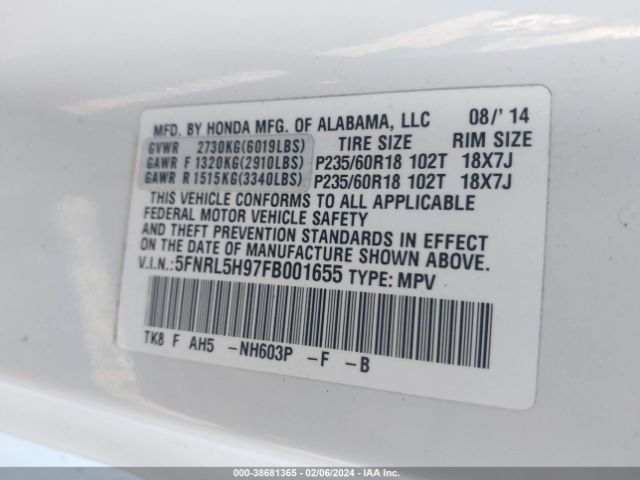 MFD. BY HONDA MFG. OF ALABAMA, LLC 08/' 14
GVWR 2730KG(6019LBS) TIRE SIZE RIM SIZE
GAWR F 1320KG(2910LBS) P235/60R18 102T 18X7J
GAWR R 1515KG(3340LBS) P235/60R18 102T 18X7J
THIS VEHICLE CONFORMS TO ALL APPLICABLE
FEDERAL MOTOR VEHICLE SAFETY
AND THEFT PREVENTION STANDARDS IN EFFECT
ON THE DATE OF MANUFACTURE SHOWN ABOVE.
V.I.N.:5FNRL5H97FB001655 TYPE: MPV
TK8 F AH5 -NH603P -F -B
000-38681365 - 02/06/2024 - IAA Inc.